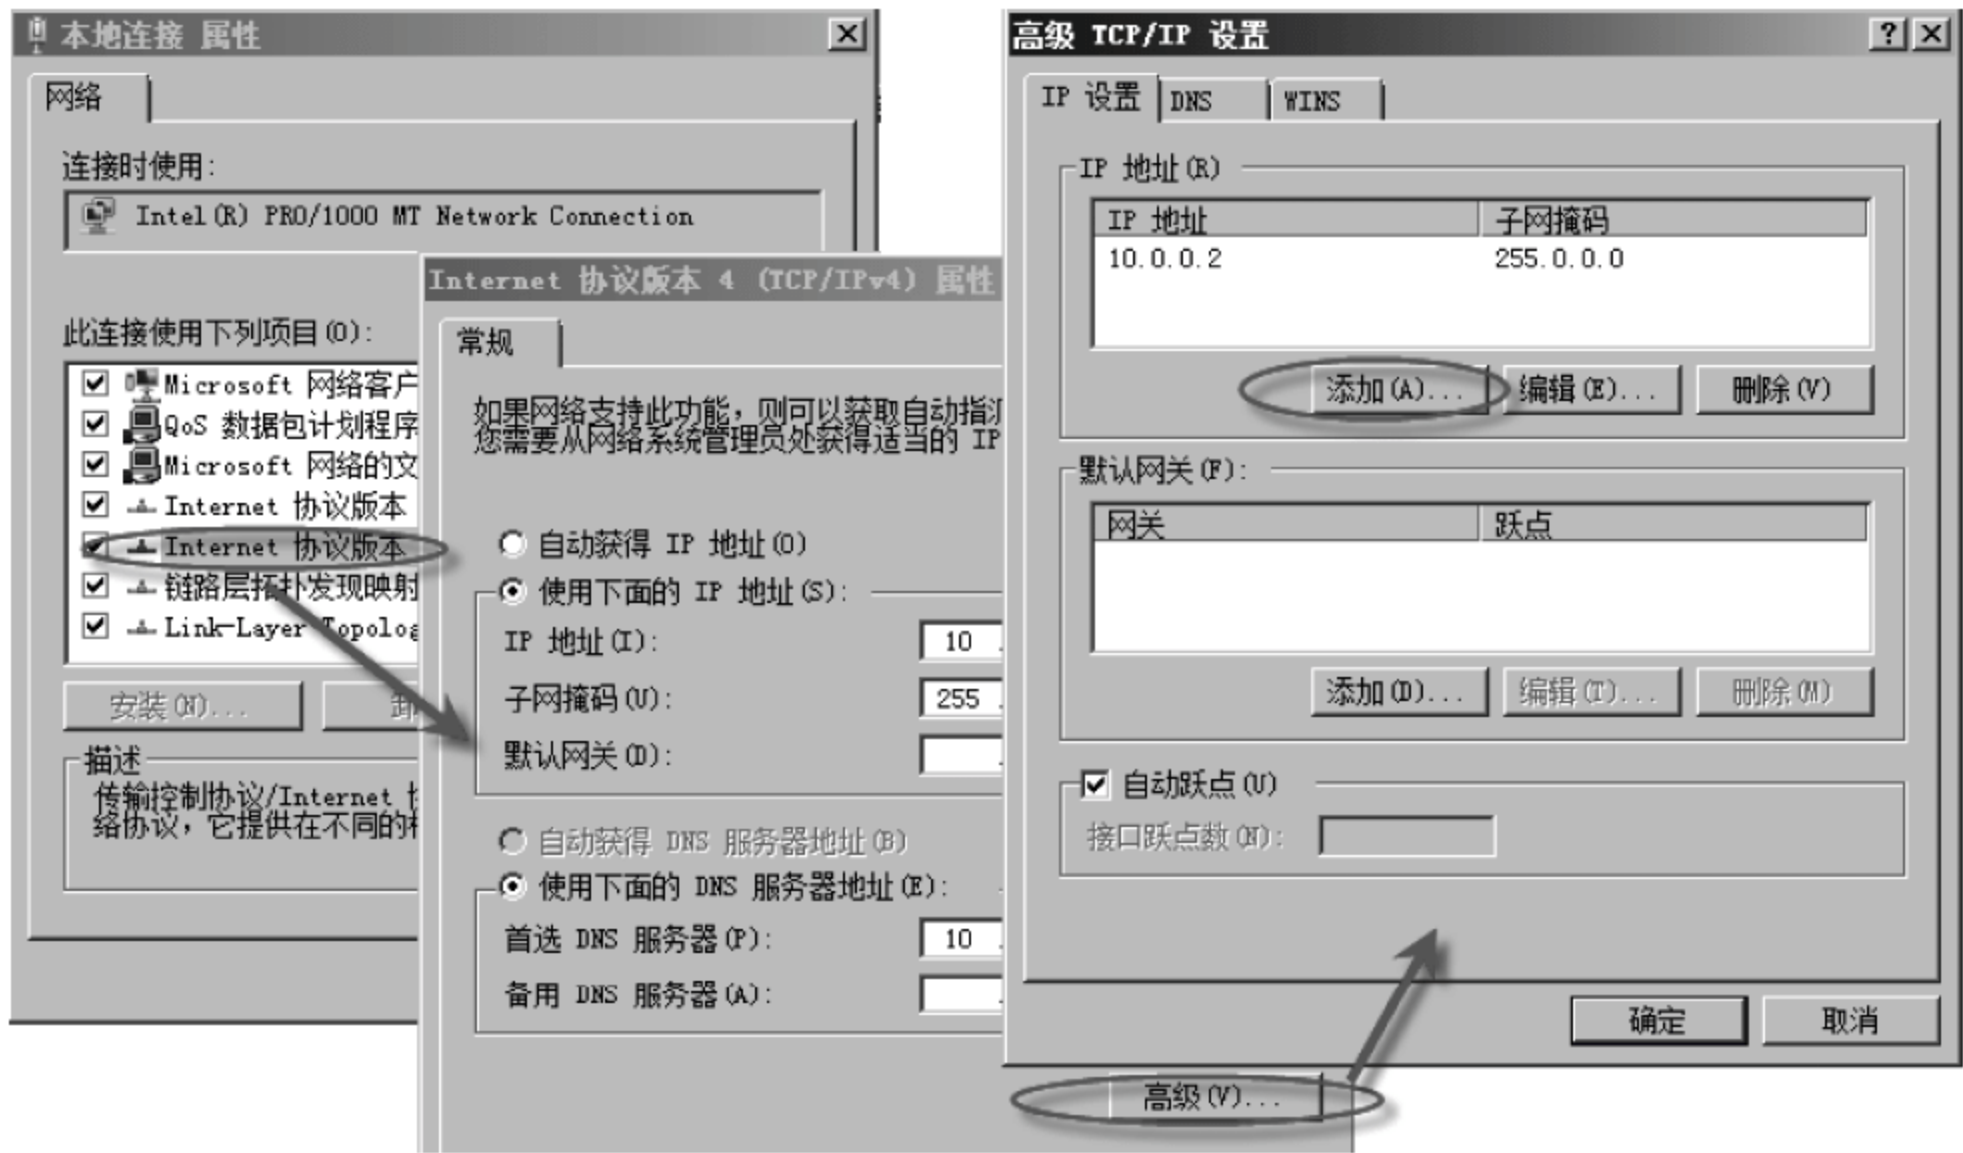 本地连接 属性
网络
连接时使用:
Intel(R) PRO/1000 MT Network Connection
此连接使用下列项目(O):
Microsoft 网络客户
QoS 数据包计划程序
Microsoft 网络的文
Internet 协议版本
Internet 协议版本
链路层拓扑发现映射
Link-Layer Topolog
安装(N)...
卸
描述
传输控制协议/Internet
络协议，它提供在不同的
Internet 协议版本 4 (TCP/IPv4) 属性
常规
如果网络支持此功能，则可以获取自动指派
您需要从网络系统管理员处获得适当的 IP
自动获得 IP 地址(O)
使用下面的 IP 地址(S):
IP 地址(I): 10 .
子网掩码(U): 255 .
默认网关(D):
自动获得 DNS 服务器地址(B)
使用下面的 DNS 服务器地址(E):
首选 DNS 服务器(P): 10 .
备用 DNS 服务器(A):
高级(V)...
高级 TCP/IP 设置
IP 设置 DNS WINS
IP 地址(R)
IP 地址 子网掩码
10.0.0.2 255.0.0.0
添加(A)... 编辑(E)... 删除(V)
默认网关(F):
网关 跃点
添加(D)... 编辑(T)... 删除(M)
自动跃点(U)
接口跃点数(N):
确定 取消